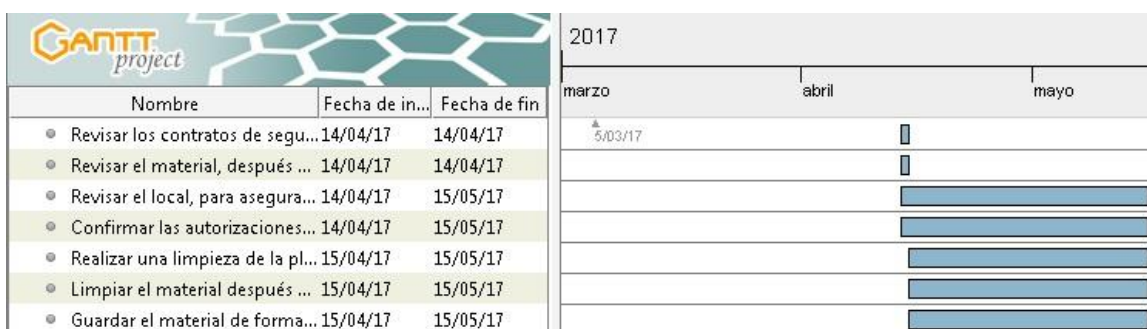 GANTT
project
2017
marzo abril mayo
Nombre Fecha de in... Fecha de fin
5/03/17
Revisar los contratos de segu... 14/04/17 14/04/17
Revisar el material, después ... 14/04/17 14/04/17
Revisar el local, para asegura... 14/04/17 15/05/17
Confirmar las autorizaciones... 14/04/17 15/05/17
Realizar una limpieza de la pl... 15/04/17 15/05/17
Limpiar el material después ... 15/04/17 15/05/17
Guardar el material de forma... 15/04/17 15/05/17